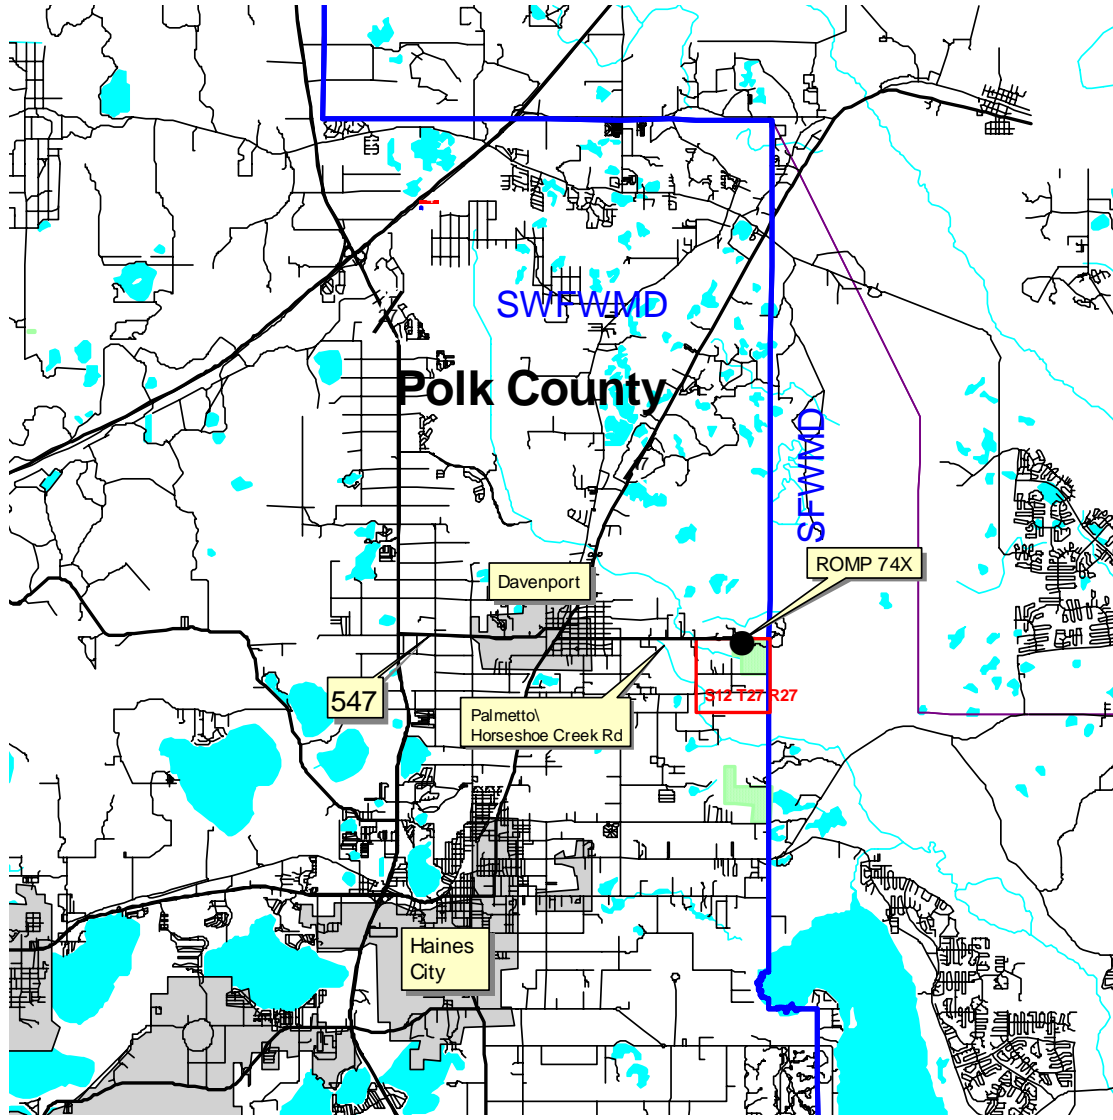 SWFWMD
Polk County
SFWMD
ROMP 74X
Davenport
547
S12 T27 R27
Palmetto\
Horseshoe Creek Rd
Haines
City